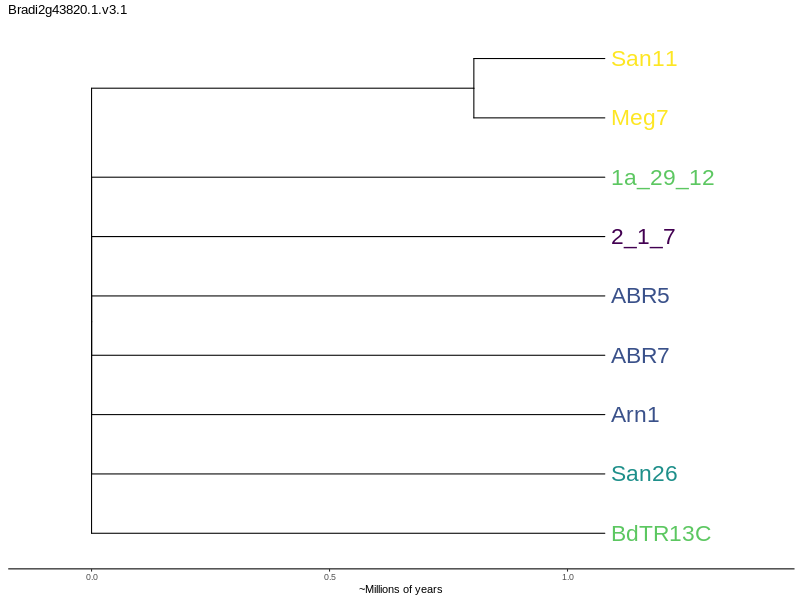 Bradi2g43820.1.v3.1
San11
Meg7
1a_29_12
2_1_7
ABR5
ABR7
Arn1
San26
BdTR13C
0.0 0.5 1.0
~Millions of years